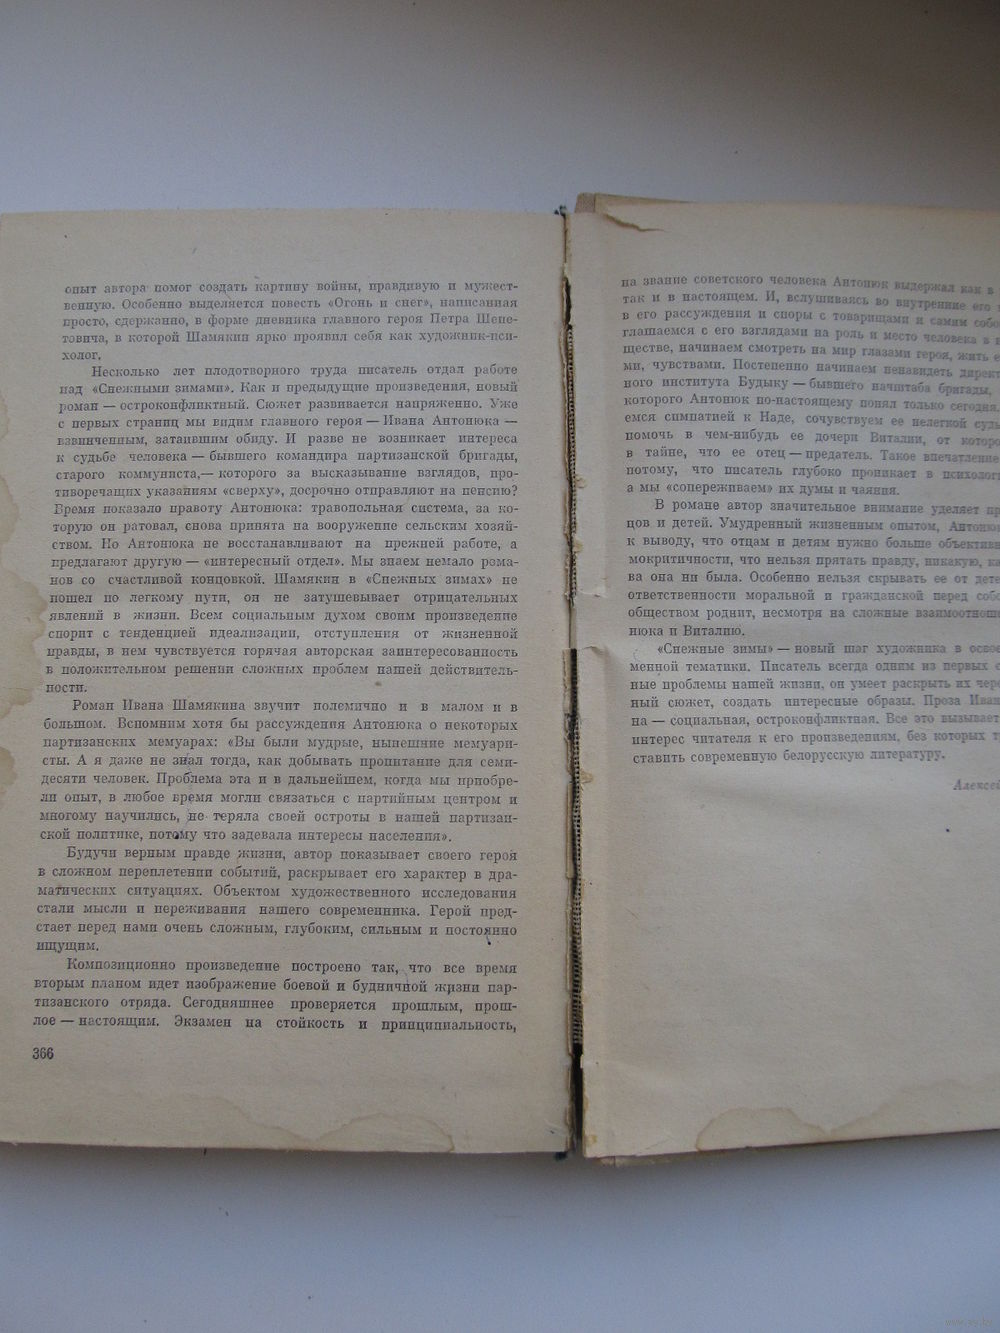 опыт автора помог создать картину войны, правдивую и мужест-
венную. Особенно выделяется повесть «Огонь и снег», написанная
просто, сдержанно, в форме дневника главного героя Петра Шепе-
товича, в которой Шамякин ярко проявил себя как художник-пси-
холог.
Несколько лет плодотворного труда писатель отдал работе
над «Снежными зимами». Как и предыдущие произведения, новый
роман — остроконфликтный. Сюжет развивается напряженно. Уже
с первых страниц мы видим главного героя — Ивана Антонюка —
взвинченным, затаившим обиду. И разве не возникает интереса
к судьбе человека — бывшего командира партизанской бригады,
старого коммуниста,— которого за высказывание взглядов, про-
тиворечащих указаниям «сверху», досрочно отправляют на пенсию?
Время показало правоту Антонюка: травопольная система, за ко-
торую он ратовал, снова принята на вооружение сельским хозяй-
ством. Но Антонюка не восстанавливают на прежней работе, а
предлагают другую — «интересный отдел». Мы знаем немало рома-
нов со счастливой концовкой. Шамякин в «Снежных зимах» не
пошел по легкому пути, он не затушевывает отрицательных
явлений в жизни. Всем социальным духом своим произведение
спорит с тенденцией идеализации, отступления от жизненной
правды, в нем чувствуется горячая авторская заинтересованность
в положительном решении сложных проблем нашей действитель-
ности.
Роман Ивана Шамякина звучит полемично и в малом и в
большом. Вспомним хотя бы рассуждения Антонюка о некоторых
партизанских мемуарах: «Вы были мудрые, нынешние мемуари-
сты. А я даже не знал тогда, как добывать пропитание для семи-
десяти человек. Проблема эта и в дальнейшем, когда мы приобре-
ли опыт, в любое время могли связаться с партийным центром и
многому научились, не теряла своей остроты в нашей партизан-
ской политике, потому что задевала интересы населения».
Будучи верным правде жизни, автор показывает своего героя
в сложном переплетении событий, раскрывает его характер в дра-
матических ситуациях. Объектом художественного исследования
стали мысли и переживания нашего современника. Герой пред-
стает перед нами очень сложным, глубоким, сильным и постоянно
ищущим.
Композиционно произведение построено так, что все время
вторым планом идет изображение боевой и будничной жизни пар-
тизанского отряда. Сегодняшнее проверяется прошлым, прош-
лое — настоящим. Экзамен на стойкость и принципиальность,
366
на звание советского человека Антонюк выдержал как в
так и в настоящем. И, вслушиваясь во внутренние его
в его рассуждения и споры с товарищами и самим собо
глашаемся с его взглядами на роль и место человека в
ществе, начинаем смотреть на мир глазами героя, жить е
ми, чувствами. Постепенно начинаем ненавидеть директ
ного института Будыку — бывшего начштаба бригады,
которого Антонюк по-настоящему понял только сегодня.
емся симпатией к Наде, сочувствуем ее нелегкой судь
помочь в чем-нибудь ее дочери Виталии, от которо
в тайне, что ее отец — предатель. Такое впечатление
потому, что писатель глубоко проникает в психологи
а мы «сопереживаем» их думы и чаяния.
В романе автор значительное внимание уделяет пр
цов и детей. Умудренный жизненным опытом, Антоню
к выводу, что отцам и детям нужно больше объективн
мократичности, что нельзя прятать правду, никакую, ка
ва она ни была. Особенно нельзя скрывать ее от дете
ответственности моральной и гражданской перед собо
обществом роднит, несмотря на сложные взаимоотнош
нюка и Виталию.
«Снежные зимы» — новый шаг художника в освое
менной тематики. Писатель всегда одним из первых
ные проблемы нашей жизни, он умеет раскрыть их чере
ный сюжет, создать интересные образы. Проза Иван
на — социальная, остроконфликтная. Все это вызывает
интерес читателя к его произведениям, без которых
ставить современную белорусскую литературу.
Алексей